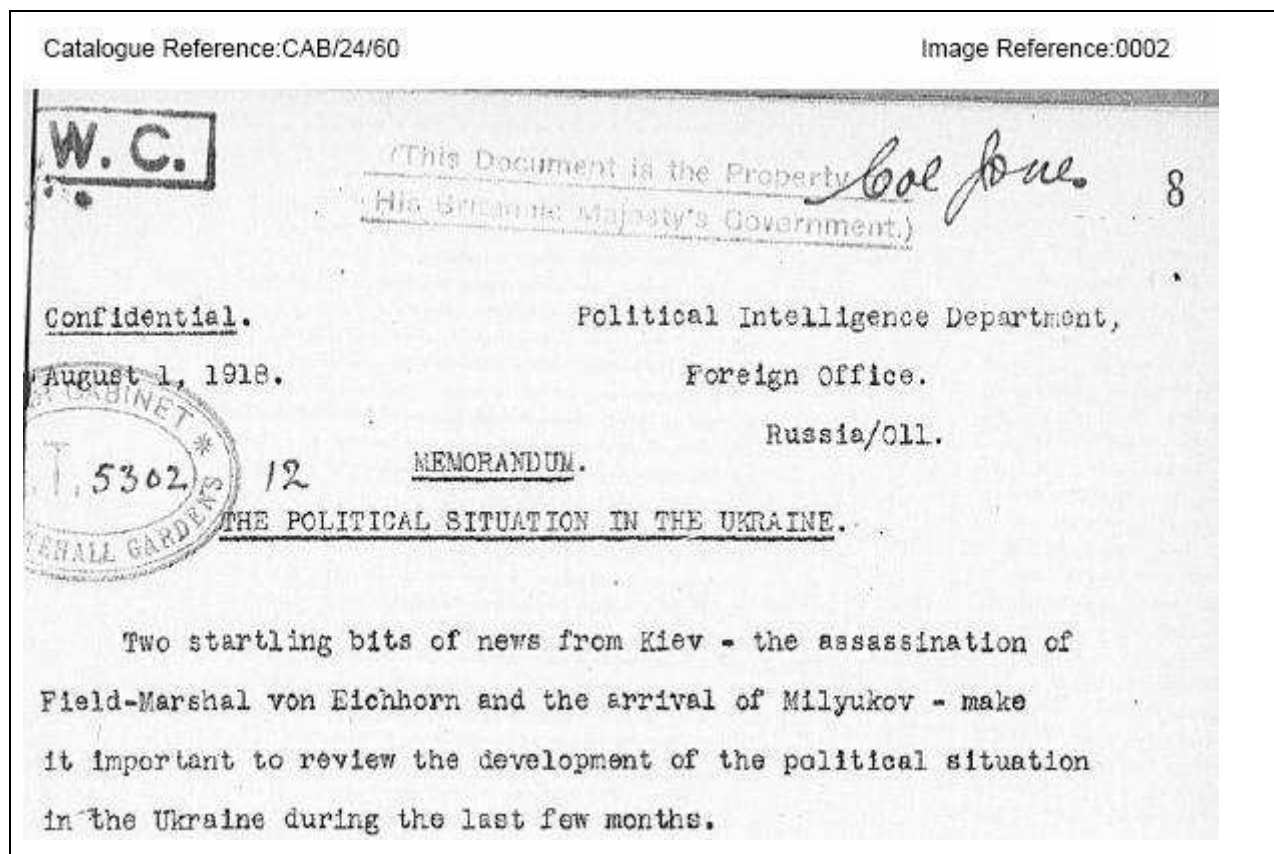 Catalogue Reference:CAB/24/60 Image Reference:0002
W. C.
(This Document is the Property
His Britannic Majesty's Government.)
Col Jones
8
Confidential. Political Intelligence Department,
August 1, 1918. Foreign Office.
Russia/011.
CABINET
5302
GARDENS
12
MEMORANDUM.
THE POLITICAL SITUATION IN THE UKRAINE.
Two startling bits of news from Kiev - the assassination of
Field-Marshal von Eichhorn and the arrival of Milyukov - make
it important to review the development of the political situation
in the Ukraine during the last few months.